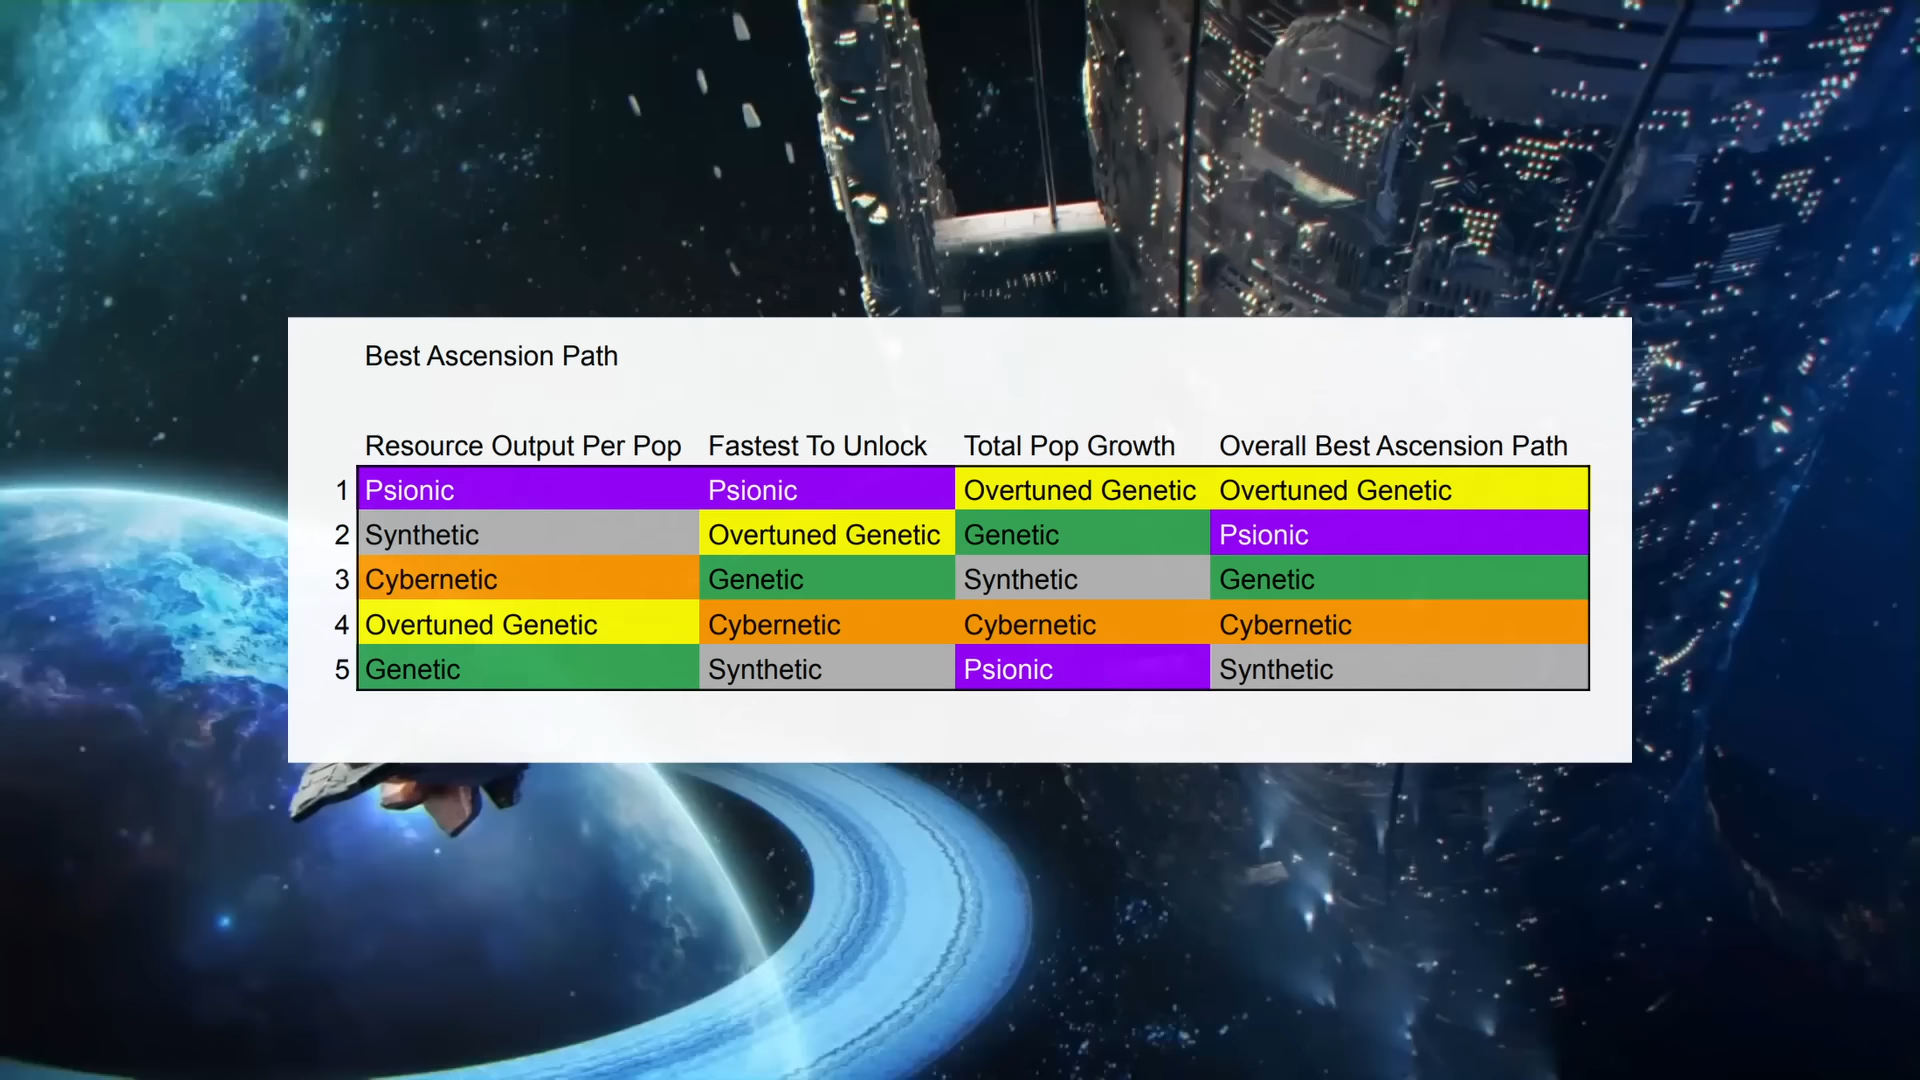 Best Ascension Path
Resource Output Per Pop Fastest To Unlock Total Pop Growth Overall Best Ascension Path
1 Psionic Psionic Overtuned Genetic Overtuned Genetic
2 Synthetic Overtuned Genetic Genetic Psionic
3 Cybernetic Genetic Synthetic Genetic
4 Overtuned Genetic Cybernetic Cybernetic Cybernetic
5 Genetic Synthetic Psionic Synthetic